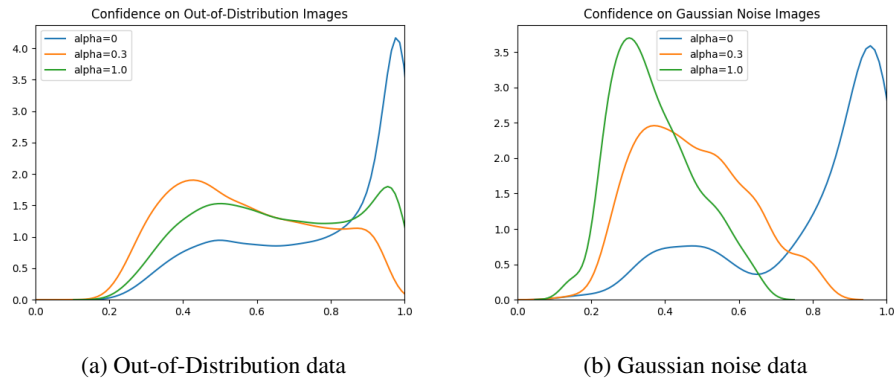 Confidence on Out-of-Distribution Images
alpha=0
alpha=0.3
alpha=1.0
4.0
3.5
3.0
2.5
2.0
1.5
1.0
0.5
0.0
0.0 0.2 0.4 0.6 0.8 1.0
(a) Out-of-Distribution data
Confidence on Gaussian Noise Images
alpha=0
alpha=0.3
alpha=1.0
3.5
3.0
2.5
2.0
1.5
1.0
0.5
0.0
0.0 0.2 0.4 0.6 0.8 1.0
(b) Gaussian noise data